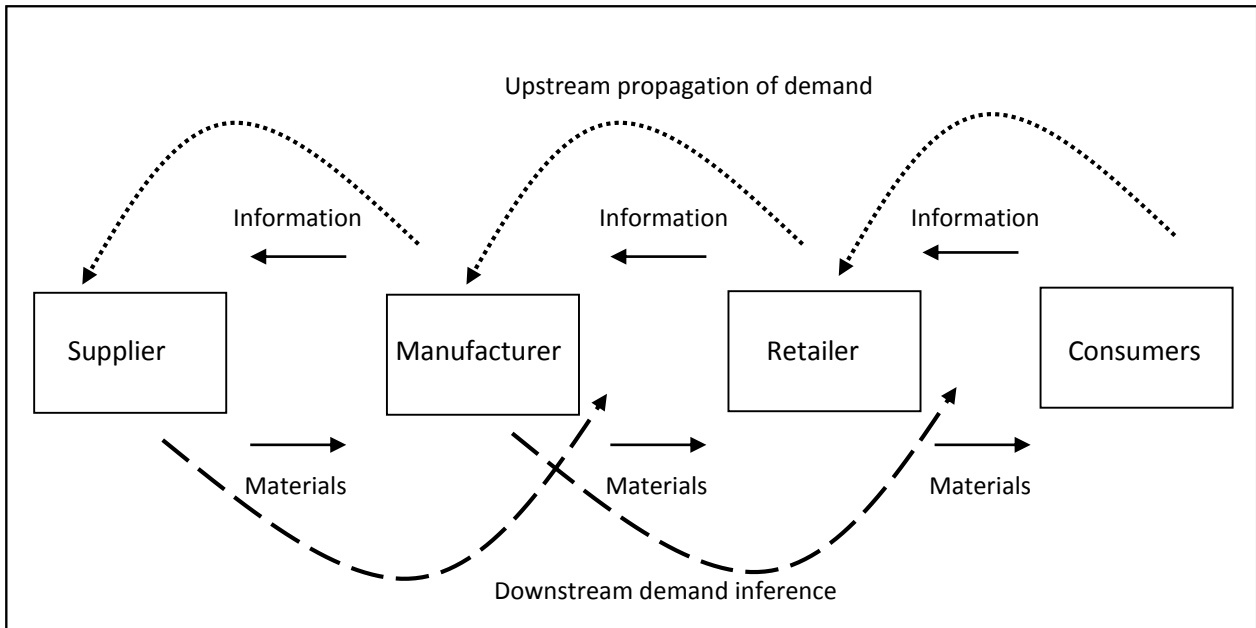 Upstream propagation of demand
Information
Information
Information
Supplier
Manufacturer
Retailer
Consumers
Materials
Materials
Materials
Downstream demand inference